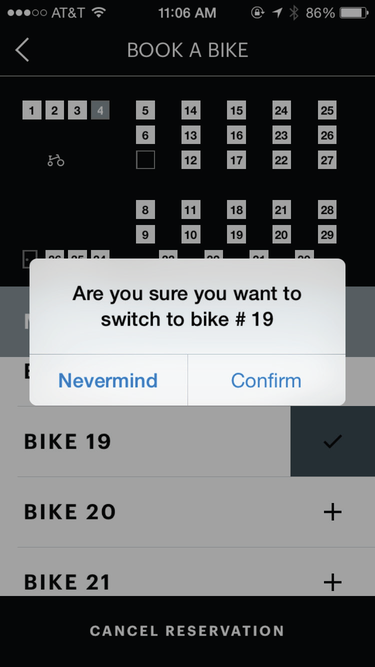 AT&T 11:06 AM 86%
BOOK A BIKE
1 2 3 4 5 14 15 24 25
6 13 16 23 26
12 17 22 27
8 11 18 21 28
9 10 19 20 29
Are you sure you want to
switch to bike # 19
Nevermind Confirm
BIKE 19
BIKE 20
BIKE 21
CANCEL RESERVATION